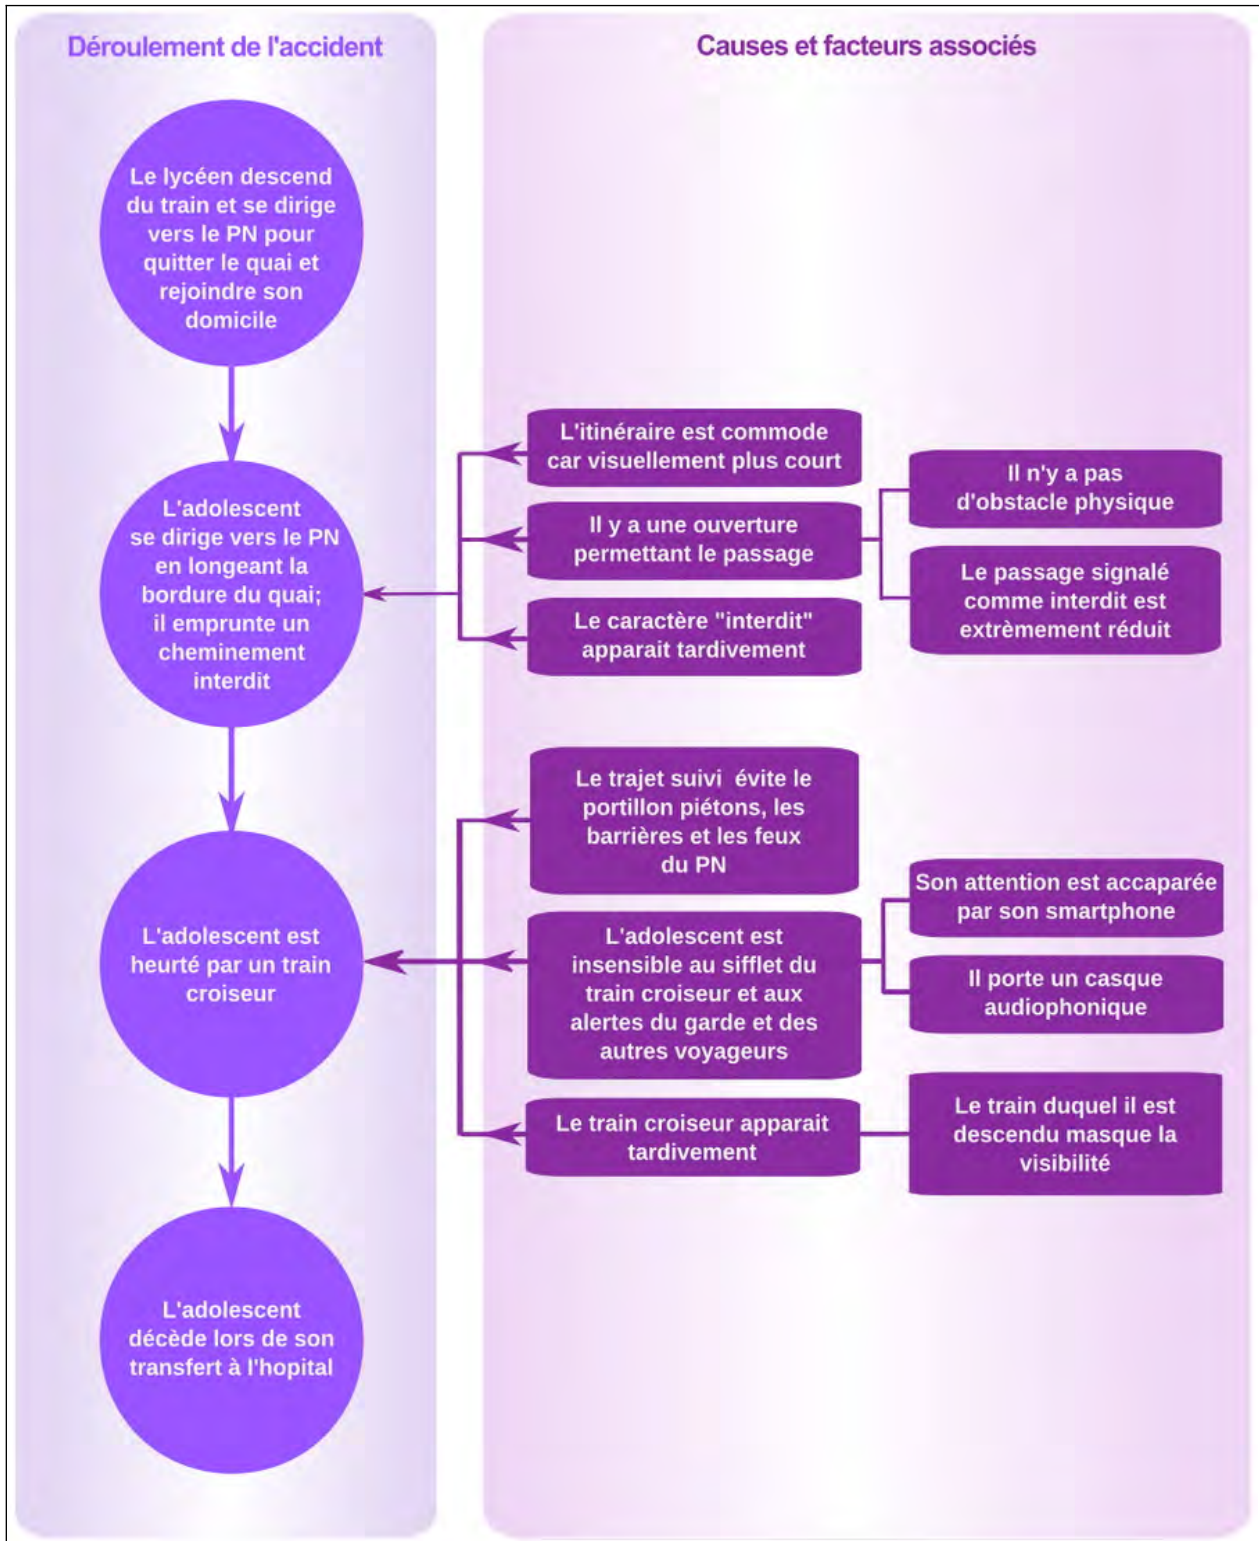 Déroulement de l'accident
Causes et facteurs associés
Le lycéen descend
du train et se dirige
vers le PN pour
quitter le quai et
rejoindre son
domicile
L'adolescent
se dirige vers le PN
en longeant la
bordure du quai;
il emprunte un
cheminement
interdit
L'itinéraire est commode
car visuellement plus court
Il y a une ouverture
permettant le passage
Le caractère "interdit"
apparait tardivement
Il n'y a pas
d'obstacle physique
Le passage signalé
comme interdit est
extrèmement réduit
L'adolescent est
heurté par un train
croiseur
Le trajet suivi évite le
portillon piétons, les
barrières et les feux
du PN
L'adolescent est
insensible au sifflet du
train croiseur et aux
alertes du garde et des
autres voyageurs
Le train croiseur apparait
tardivement
Son attention est accaparée
par son smartphone
Il porte un casque
audiophonique
Le train duquel il est
descendu masque la
visibilité
L'adolescent
décède lors de son
transfert à l'hopital